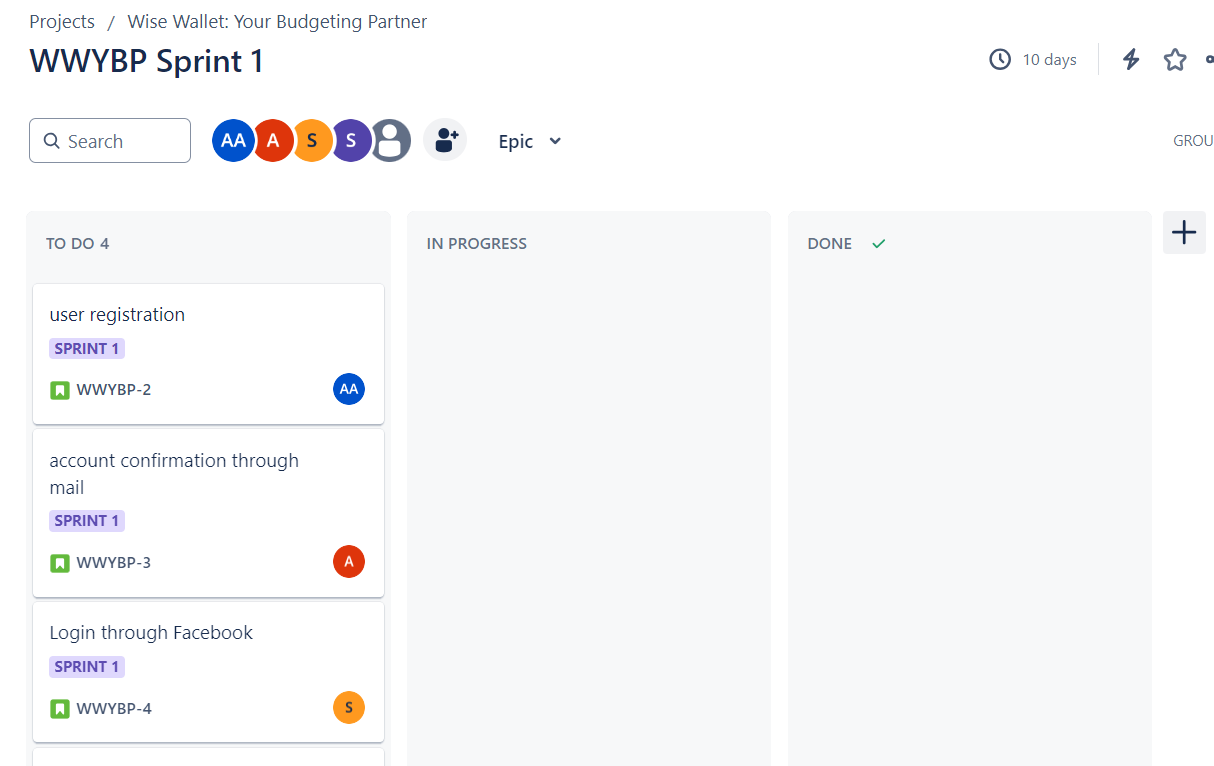 Projects / Wise Wallet: Your Budgeting Partner
WWYBP Sprint 1
10 days
Search
AA A S S
Epic
GROU
TO DO 4
IN PROGRESS
DONE
user registration
SPRINT 1
WWYBP-2
AA
account confirmation through
mail
SPRINT 1
WWYBP-3
A
Login through Facebook
SPRINT 1
WWYBP-4
S